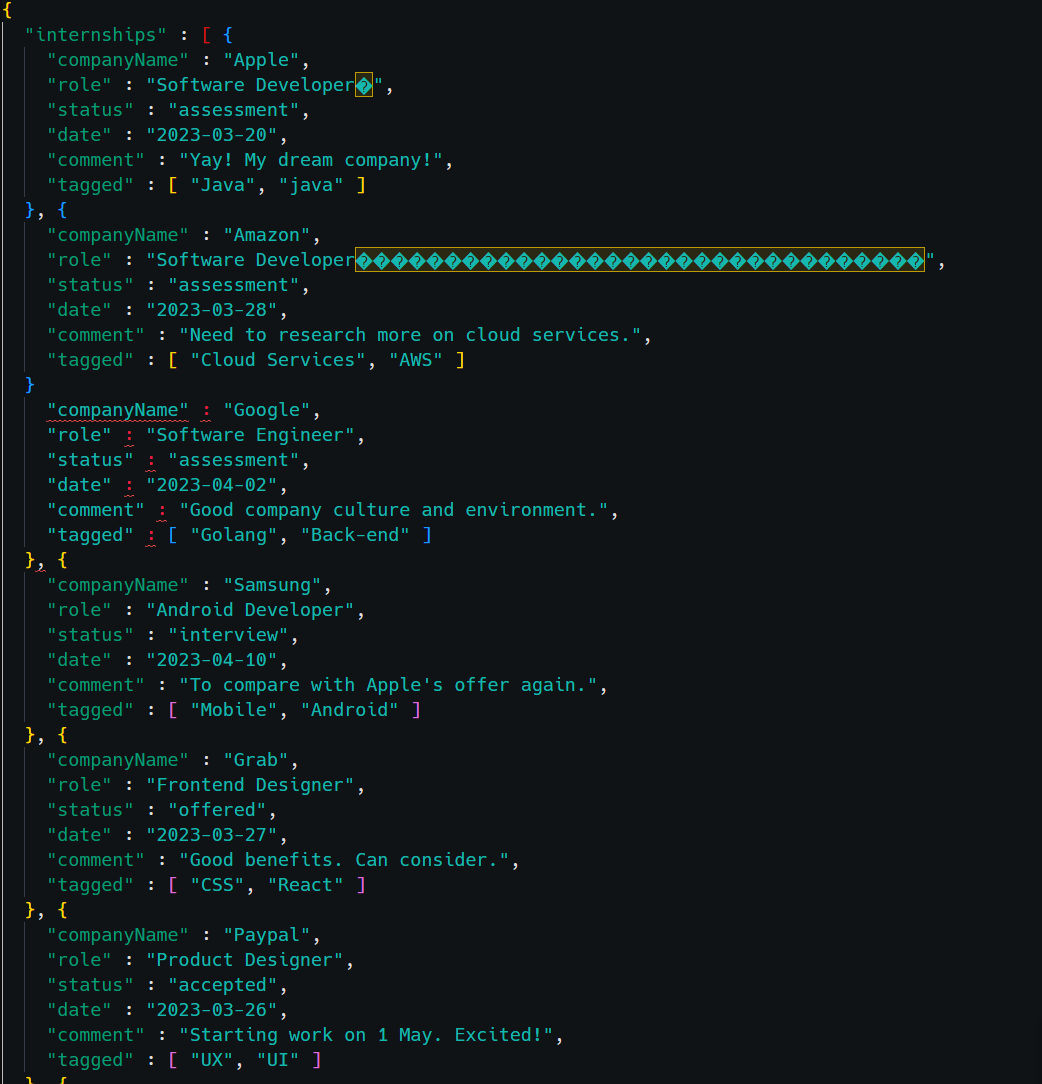 {
"internships" : [ {
"companyName" : "Apple",
"role" : "Software Developer�",
"status" : "assessment",
"date" : "2023-03-20",
"comment" : "Yay! My dream company!",
"tagged" : [ "Java", "java" ]
}, {
"companyName" : "Amazon",
"role" : "Software Developer��������������������������������",
"status" : "assessment",
"date" : "2023-03-28",
"comment" : "Need to research more on cloud services.",
"tagged" : [ "Cloud Services", "AWS" ]
}
"companyName" : "Google",
"role" : "Software Engineer",
"status" : "assessment",
"date" : "2023-04-02",
"comment" : "Good company culture and environment.",
"tagged" : [ "Golang", "Back-end" ]
}, {
"companyName" : "Samsung",
"role" : "Android Developer",
"status" : "interview",
"date" : "2023-04-10",
"comment" : "To compare with Apple's offer again.",
"tagged" : [ "Mobile", "Android" ]
}, {
"companyName" : "Grab",
"role" : "Frontend Designer",
"status" : "offered",
"date" : "2023-03-27",
"comment" : "Good benefits. Can consider.",
"tagged" : [ "CSS", "React" ]
}, {
"companyName" : "Paypal",
"role" : "Product Designer",
"status" : "accepted",
"date" : "2023-03-26",
"comment" : "Starting work on 1 May. Excited!",
"tagged" : [ "UX", "UI" ]
}, {